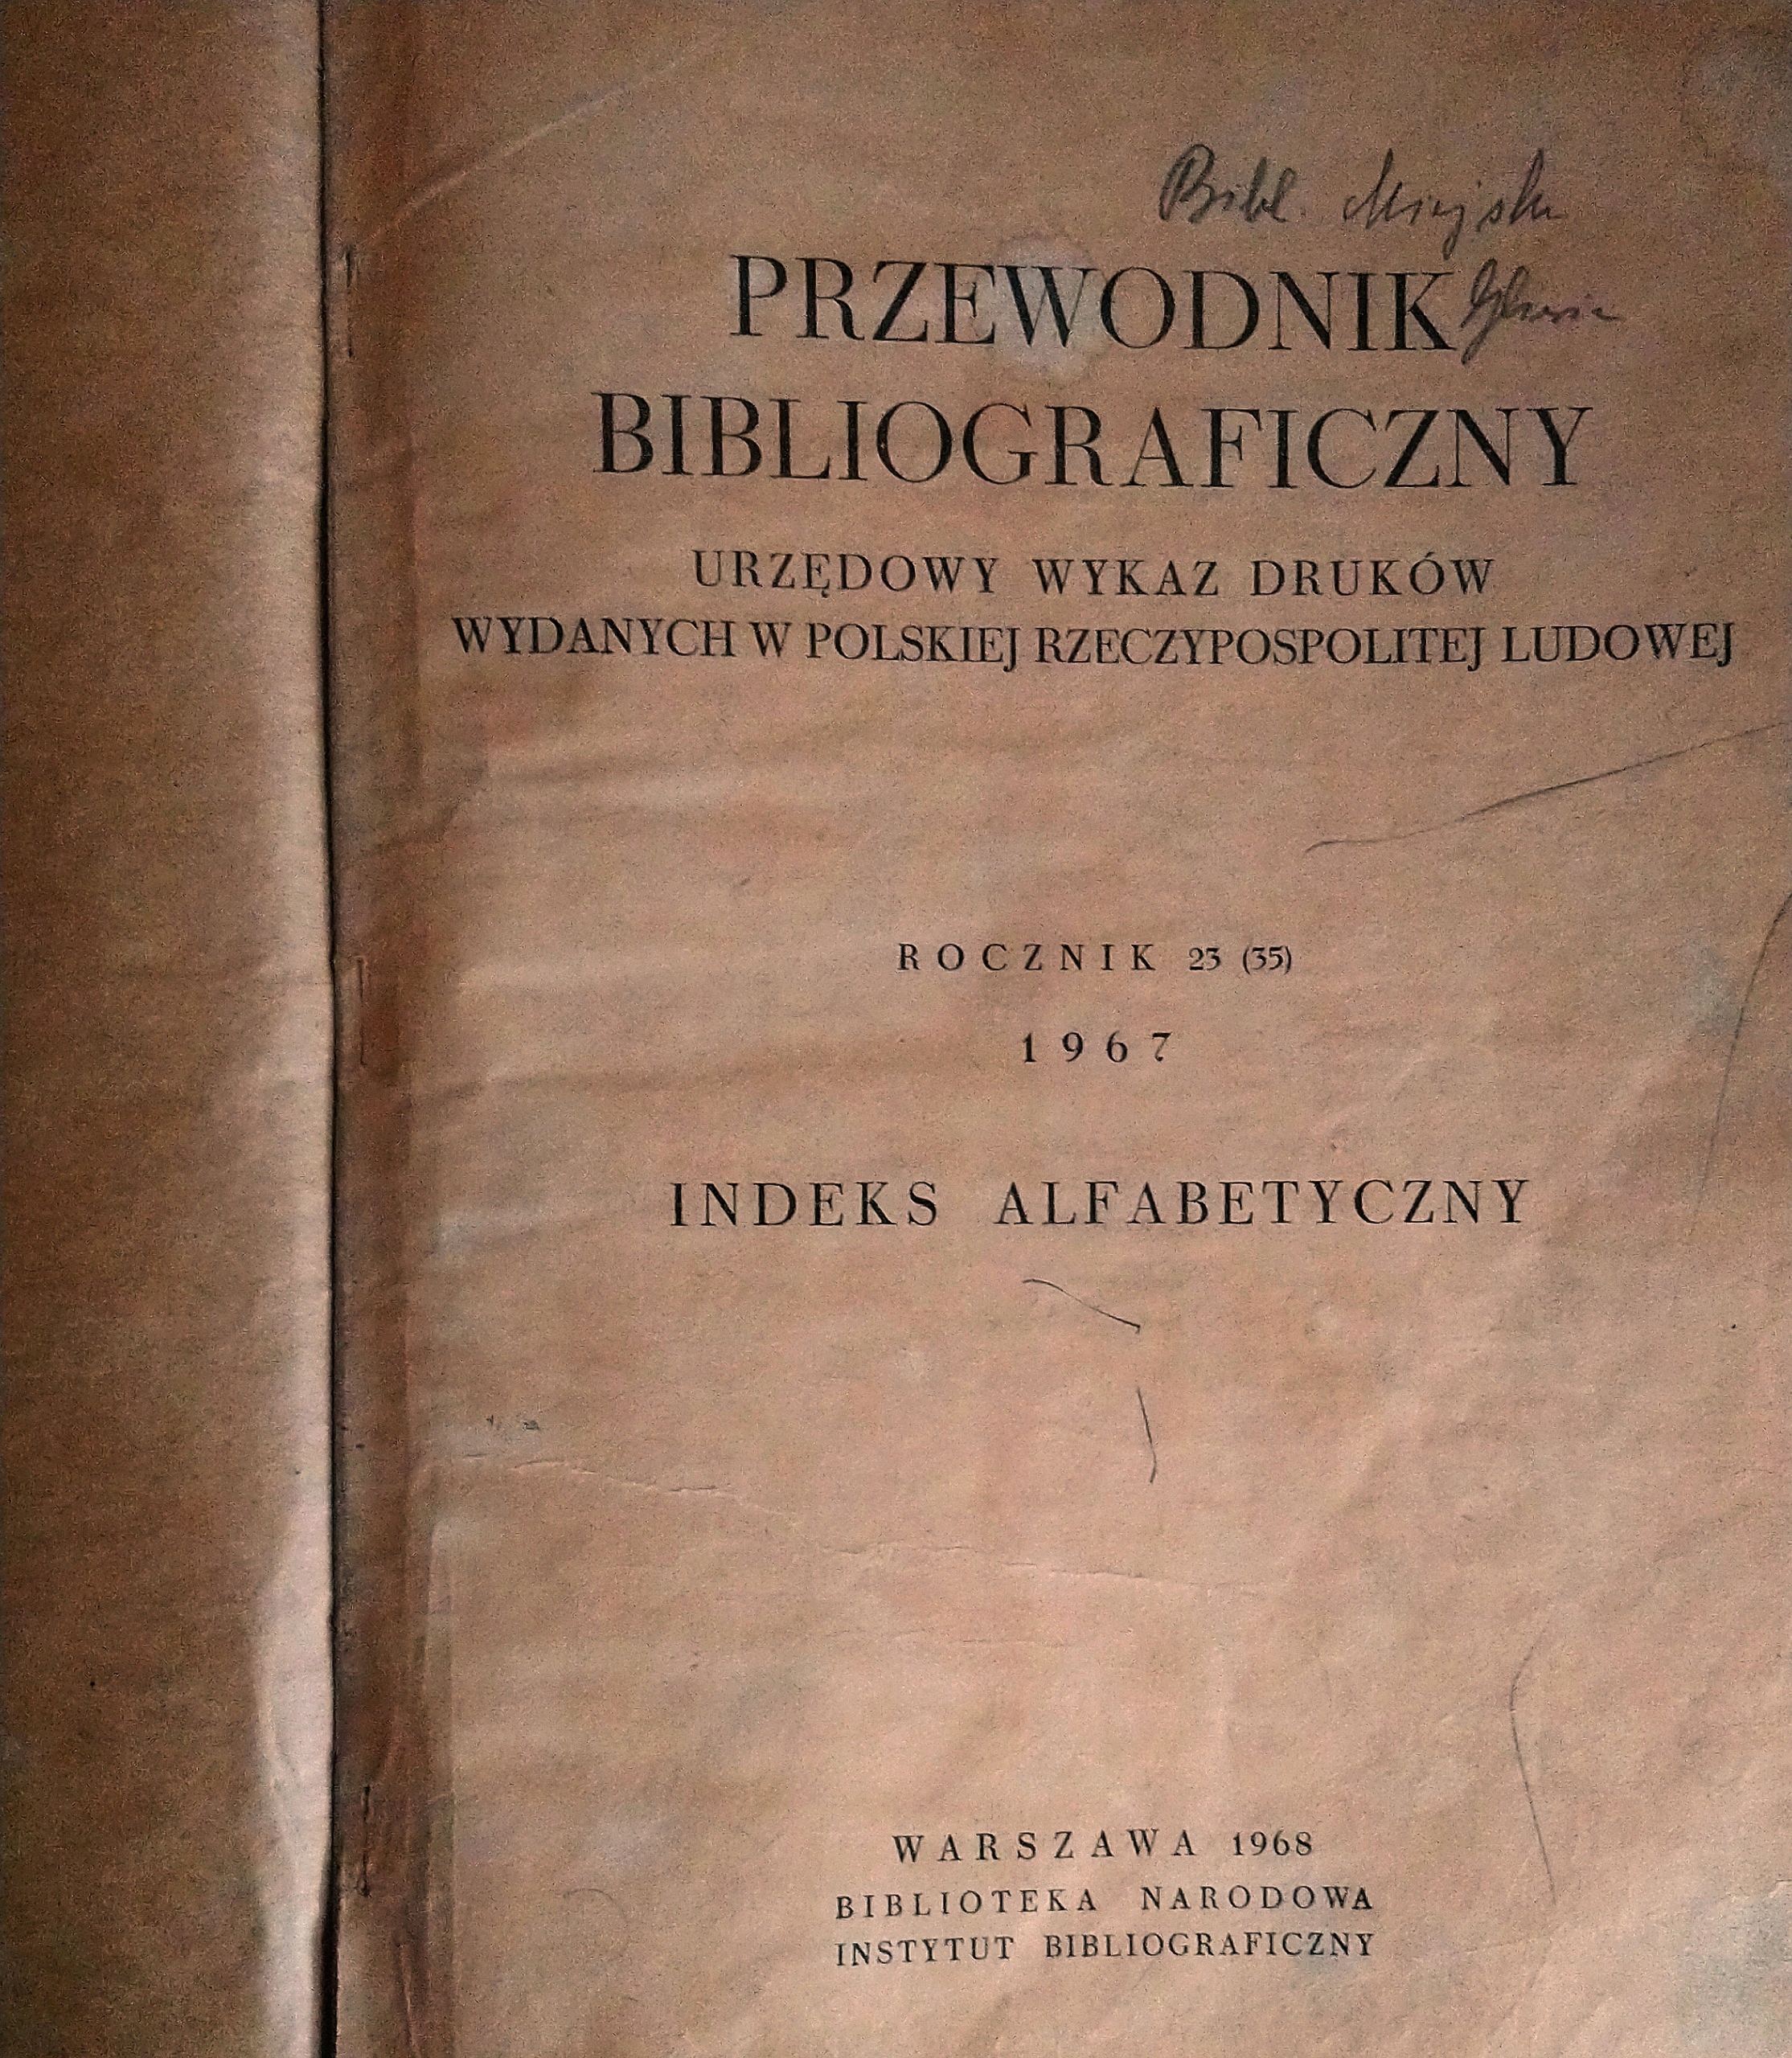 Bibl. Miejska
PRZEWODNIK
BIBLIOGRAFICZNY
URZĘDOWY WYKAZ DRUKÓW
WYDANYCH W POLSKIEJ RZECZYPOSPOLITEJ LUDOWEJ
ROCZNIK 23 (35)
1967
INDEKS ALFABETYCZNY
WARSZAWA 1968
BIBLIOTEKA NARODOWA
INSTYTUT BIBLIOGRAFICZNY